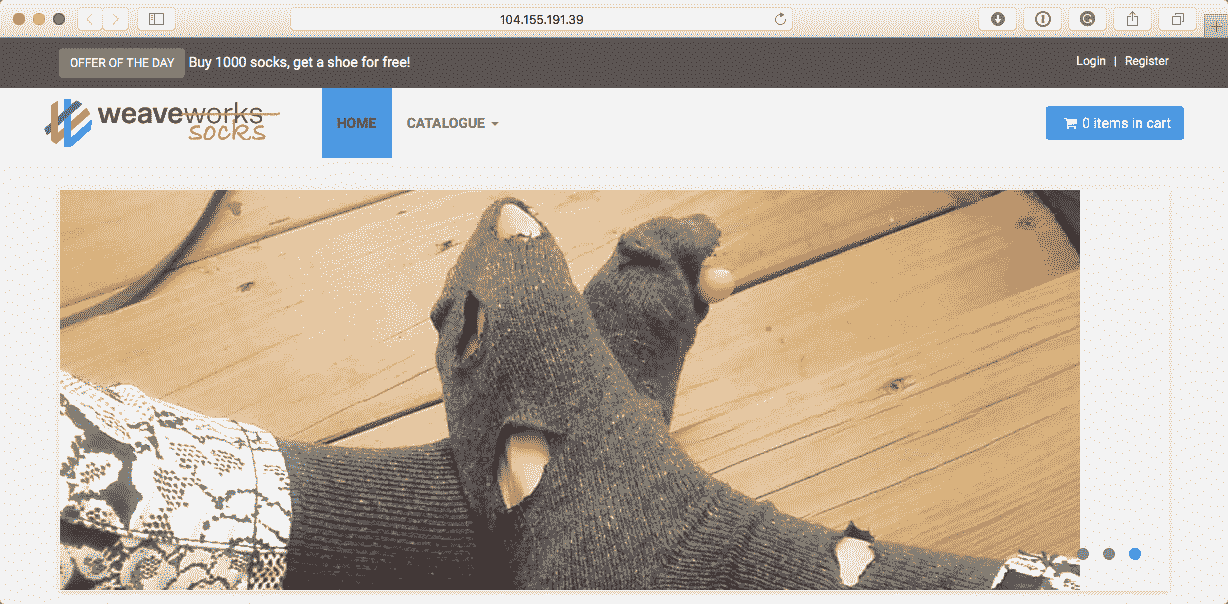 104.155.191.39
OFFER OF THE DAY Buy 1000 socks, get a shoe for free!
Login | Register
weaveworks
socks
HOME
CATALOGUE
0 items in cart